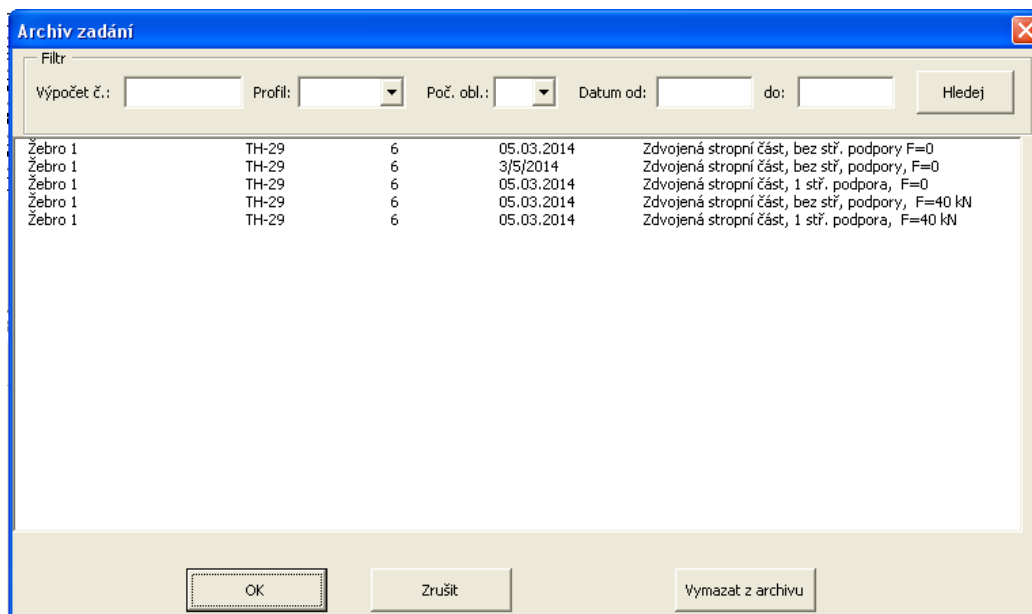 Archiv zadání
Filtr
Výpočet č.: Profil: Poč. obl.: Datum od: do: Hledej
Žebro 1 TH-29 6 05.03.2014 Zdvojená stropní část, bez stř. podpory F=0
Žebro 1 TH-29 6 3/5/2014 Zdvojená stropní část, bez stř, podpory, F=0
Žebro 1 TH-29 6 05.03.2014 Zdvojená stropní část, 1 stř. podpora, F=0
Žebro 1 TH-29 6 05.03.2014 Zdvojená stropní část, bez stř, podpory, F=40 kN
Žebro 1 TH-29 6 05.03.2014 Zdvojená stropní část, 1 stř. podpora, F=40 kN
OK Zrušit Vymazat z archivu